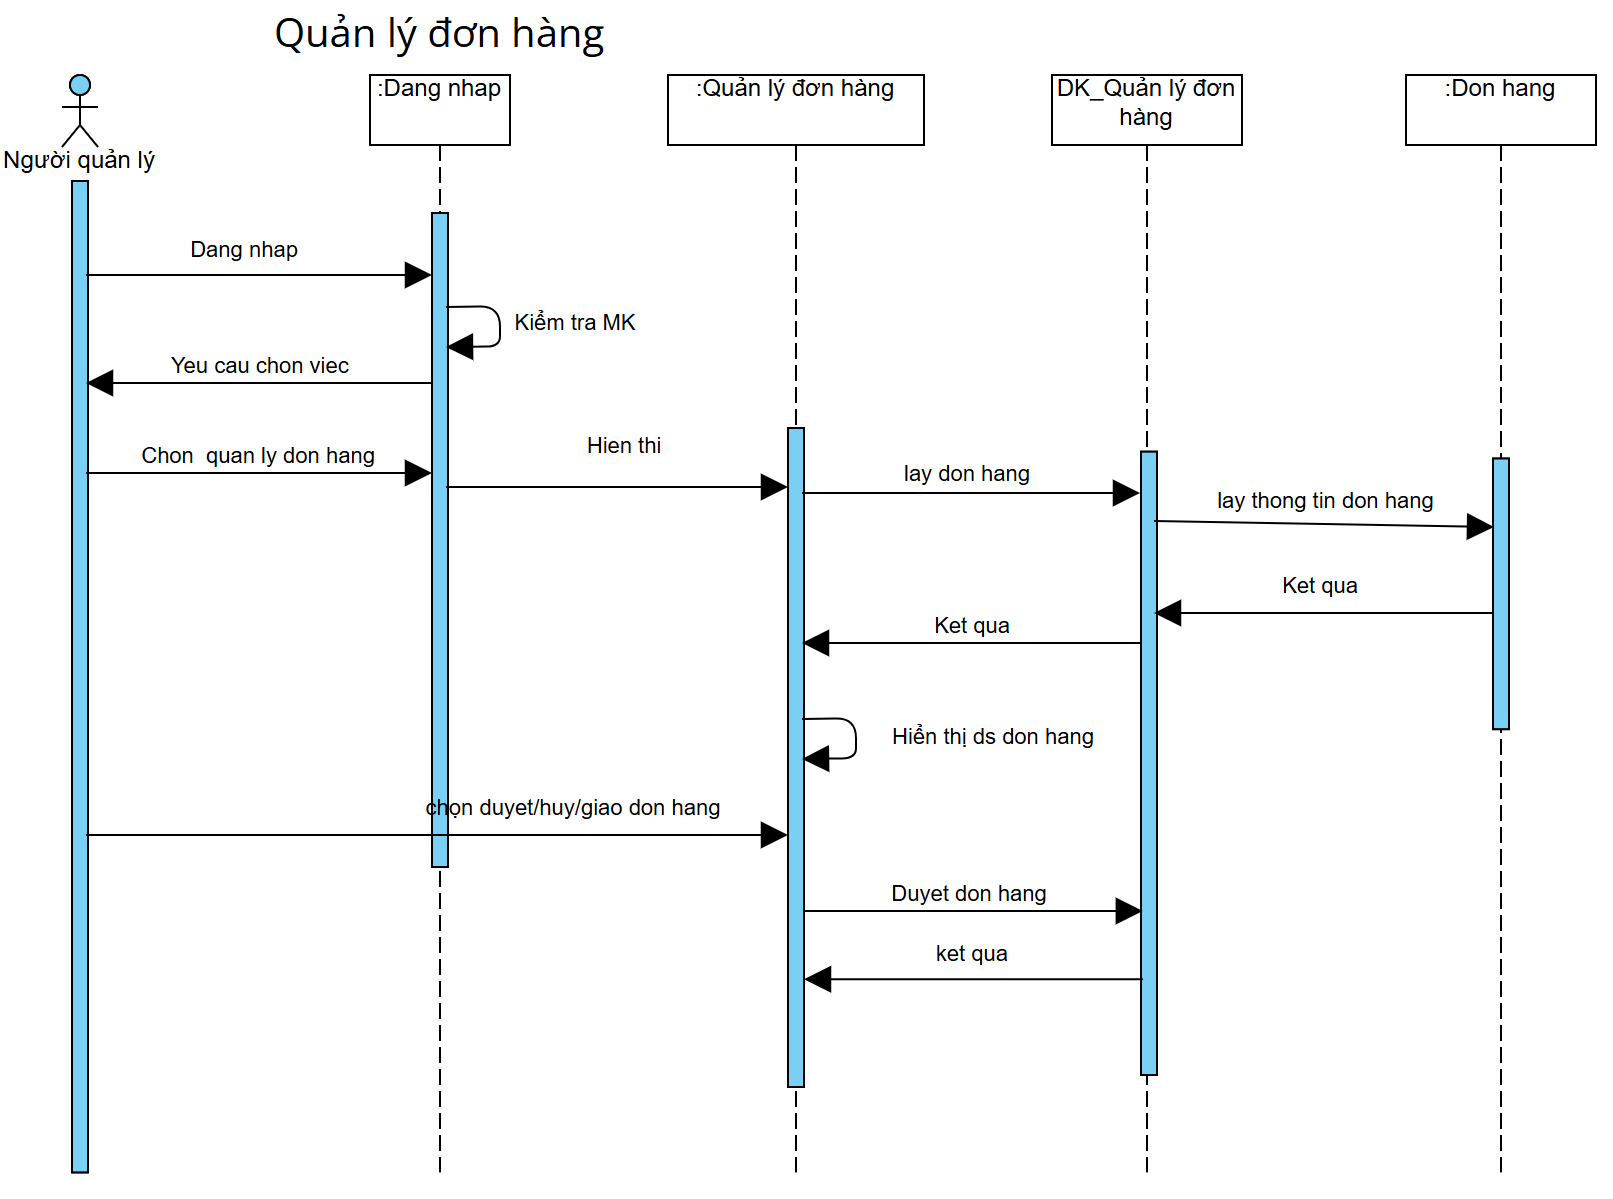 Quản lý đơn hàng
:Dang nhap
:Quản lý đơn hàng
DK_Quản lý đơn
hàng
:Don hang
Người quản lý
Dang nhap
Kiểm tra MK
Yeu cau chon viec
Chon  quan ly don hang
Hien thi
lay don hang
lay thong tin don hang
Ket qua
Ket qua
Hiển thị ds don hang
chọn duyet/huy/giao don hang
Duyet don hang
ket qua